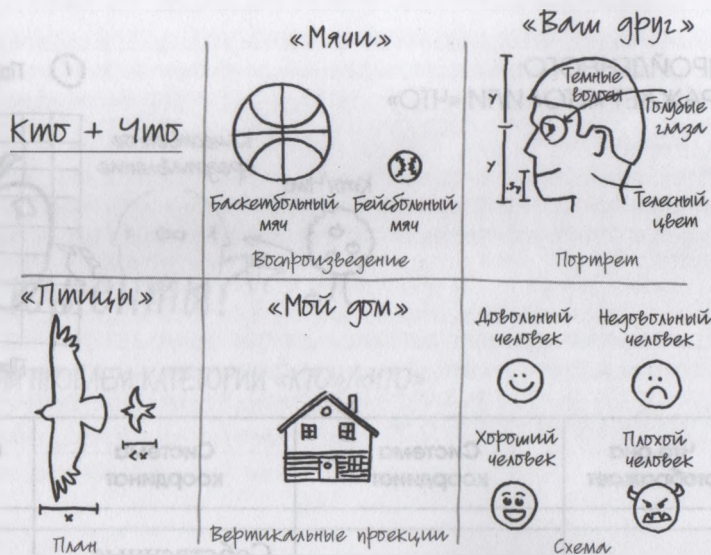 Кто + Что
«Мячи»
Баскетбольный
мяч
Бейсбольный
мяч
Воспроизведение
«Ваш друг»
Темные
волосы
Голубые
глаза
y
Телесный
цвет
Портрет
«Птицы»
x
План
«Мой дом»
Вертикальные проекции
Довольный
человек
Недовольный
человек
Хороший
человек
Плохой
человек
Схема